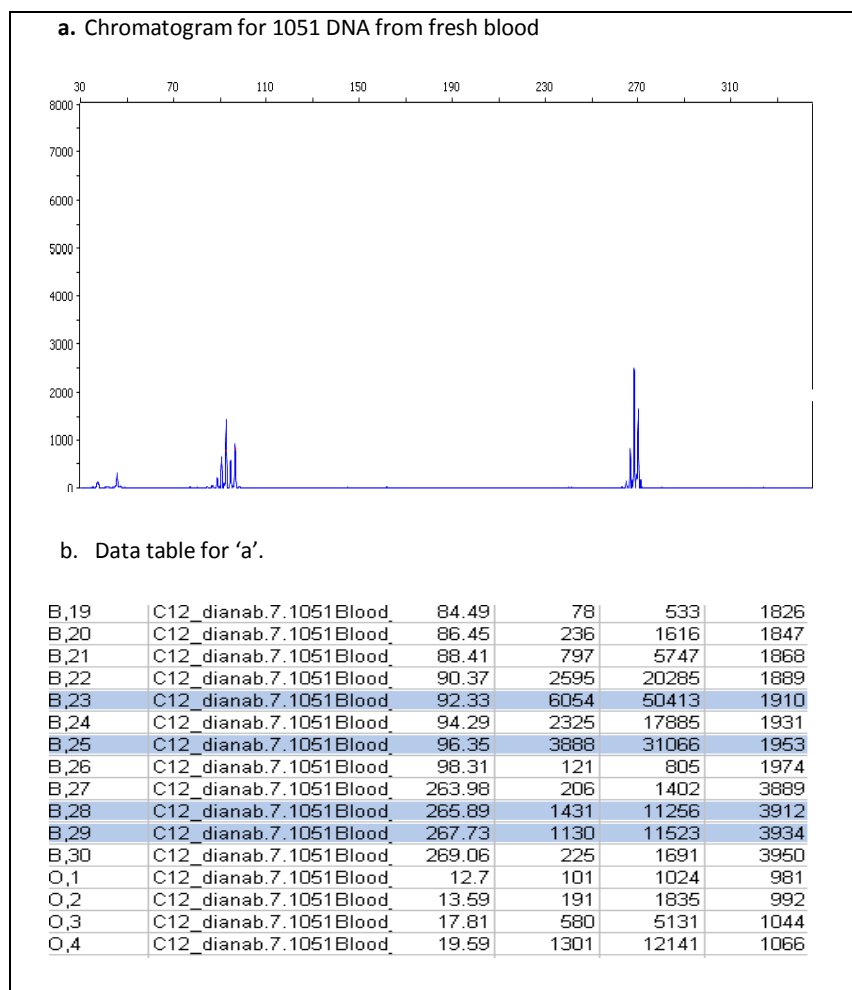 a. Chromatogram for 1051 DNA from fresh blood
30 70 110 150 190 230 270 310
8000
7000
6000
5000
4000
3000
2000
1000
0
b. Data table for ‘a’.
B,19 C12_dianab.7.1051Blood_ 84.49 78 533 1826
B,20 C12_dianab.7.1051Blood_ 86.45 236 1616 1847
B,21 C12_dianab.7.1051Blood_ 88.41 797 5747 1868
B,22 C12_dianab.7.1051Blood_ 90.37 2595 20285 1889
B,23 C12_dianab.7.1051Blood_ 92.33 6054 50413 1910
B,24 C12_dianab.7.1051Blood_ 94.29 2325 17885 1931
B,25 C12_dianab.7.1051Blood_ 96.35 3888 31066 1953
B,26 C12_dianab.7.1051Blood_ 98.31 121 805 1974
B,27 C12_dianab.7.1051Blood_ 263.98 206 1402 3889
B,28 C12_dianab.7.1051Blood_ 265.89 1431 11256 3912
B,29 C12_dianab.7.1051Blood_ 267.73 1130 11523 3934
B,30 C12_dianab.7.1051Blood_ 269.06 225 1691 3950
O,1 C12_dianab.7.1051Blood_ 12.7 101 1024 981
O,2 C12_dianab.7.1051Blood_ 13.59 191 1835 992
O,3 C12_dianab.7.1051Blood_ 17.81 580 5131 1044
O,4 C12_dianab.7.1051Blood_ 19.59 1301 12141 1066